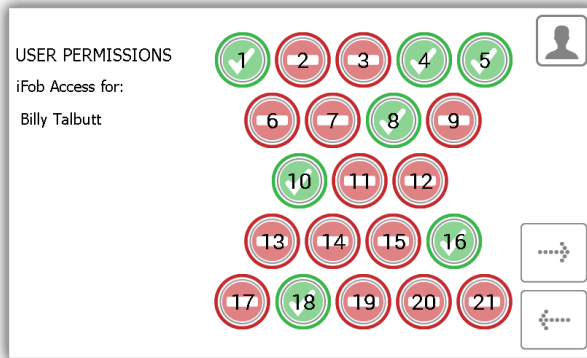 USER PERMISSIONS
iFob Access for:
Billy Talbutt
1 2 3 4 5
6 7 8 9
10 11 12
13 14 15 16
17 18 19 20 21